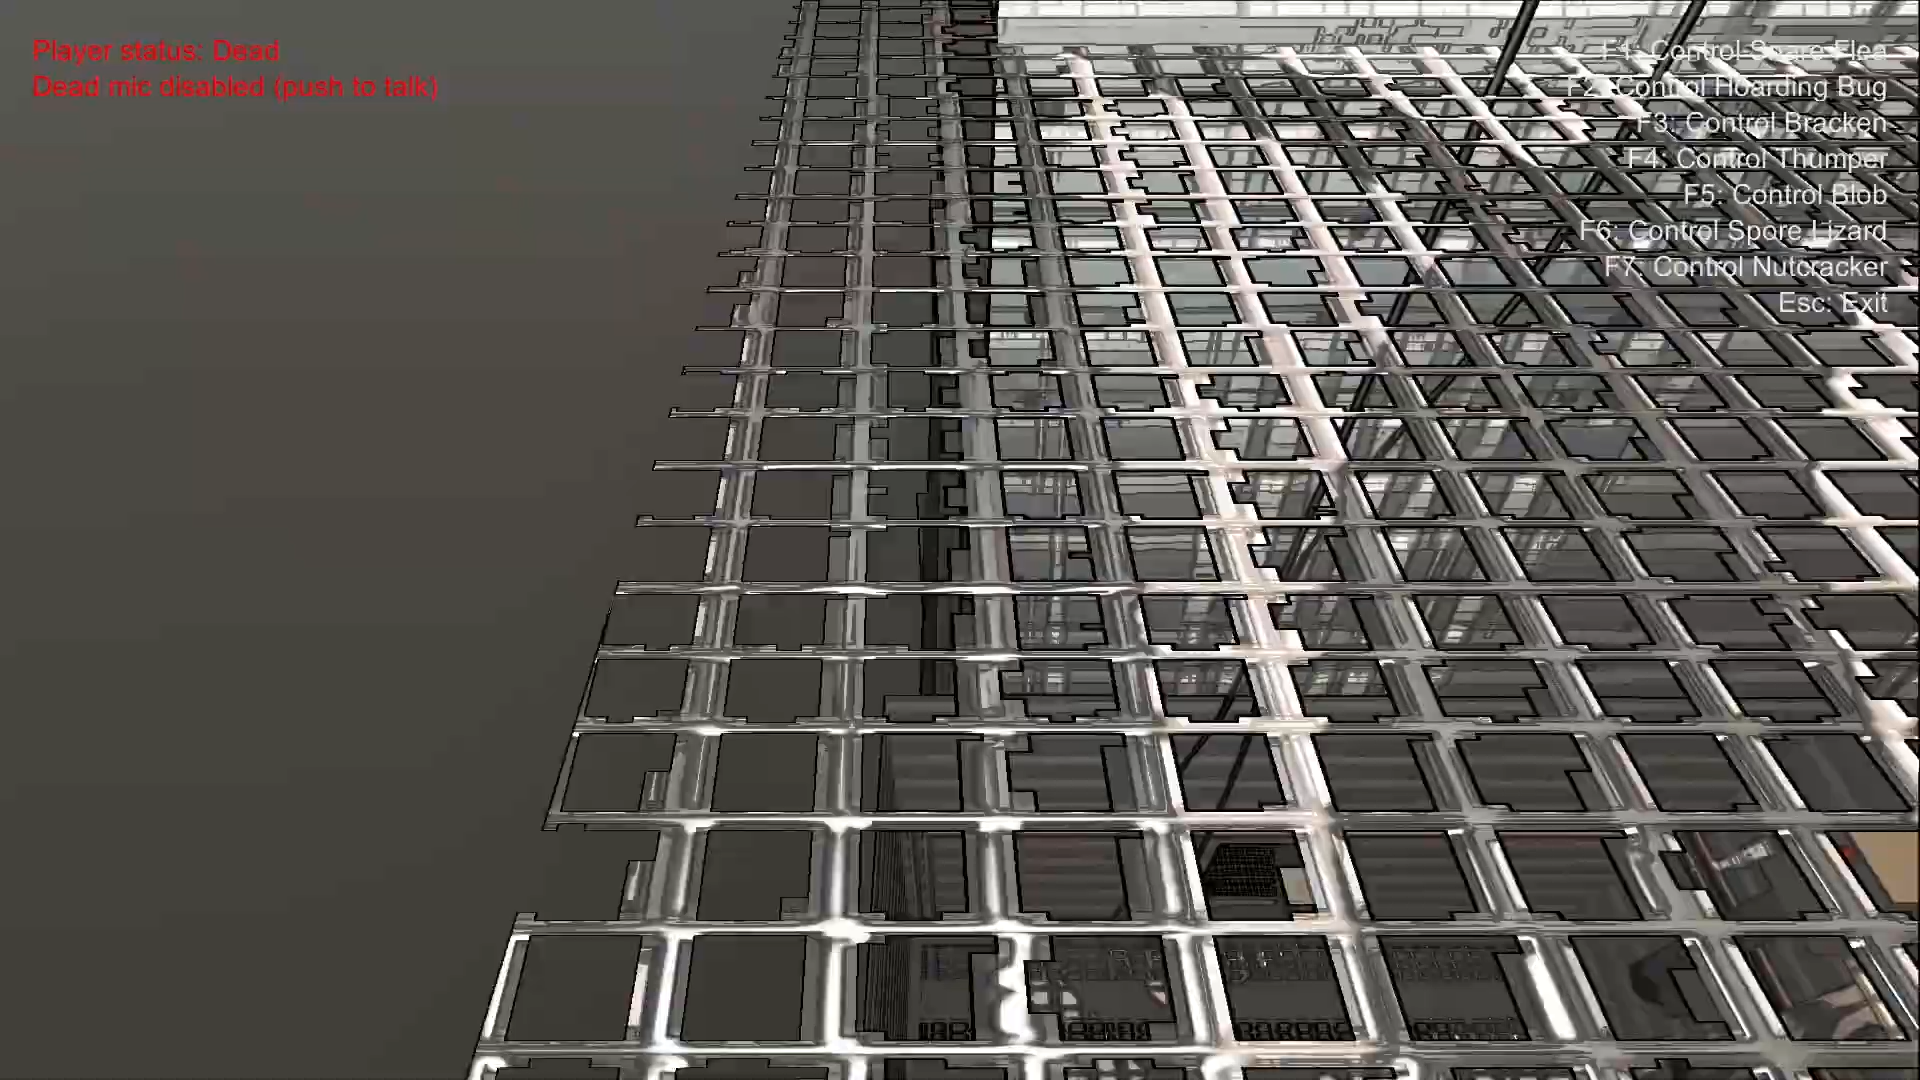 Player status: Dead
Dead mic disabled (push to talk)
F1: Control Snare Flea
F2: Control Hoarding Bug
F3: Control Bracken
F4: Control Thumper
F5: Control Blob
F6: Control Spore Lizard
F7: Control Nutcracker
Esc: Exit